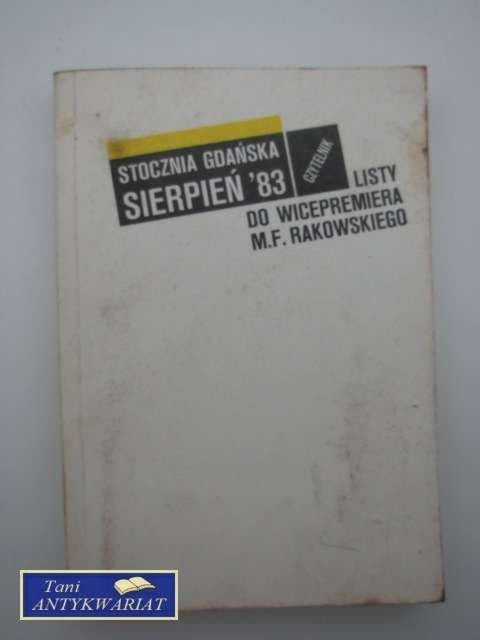 STOCZNIA GDAŃSKA
SIERPIEŃ '83
CZYTELNIK
LISTY
DO WICEPREMIERA
M.F. RAKOWSKIEGO
Tani
ANTYKWARIAT